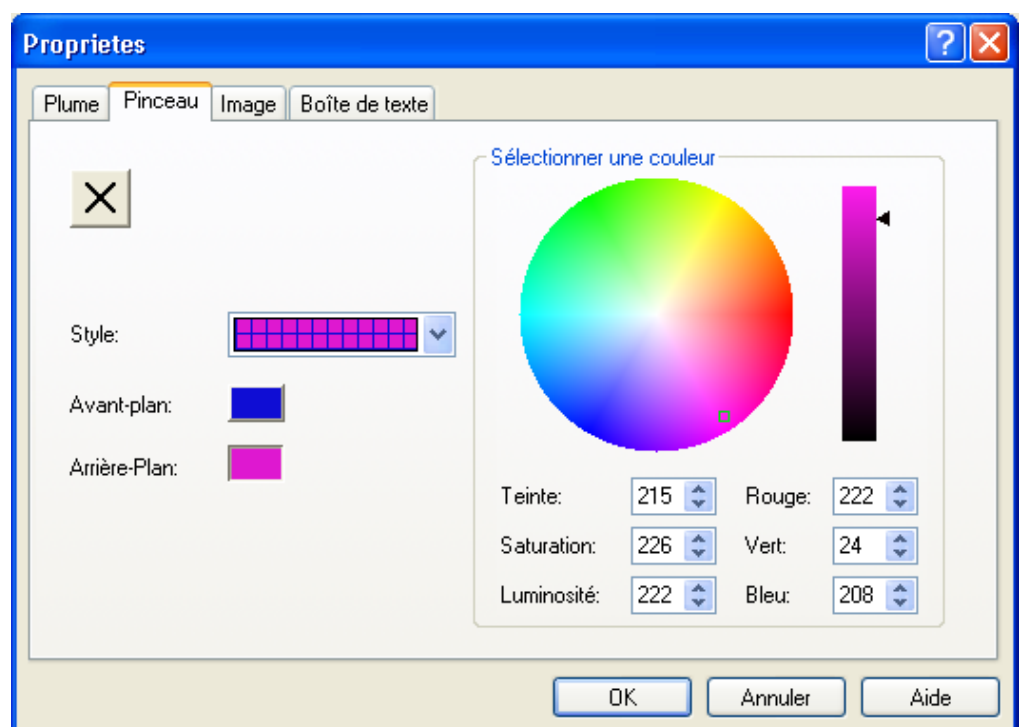 Proprietes
Plume Pinceau Image Boîte de texte
Sélectionner une couleur
Style:
Avant-plan:
Arrière-Plan:
Teinte: 215 Rouge: 222
Saturation: 226 Vert: 24
Luminosité: 222 Bleu: 208
OK Annuler Aide